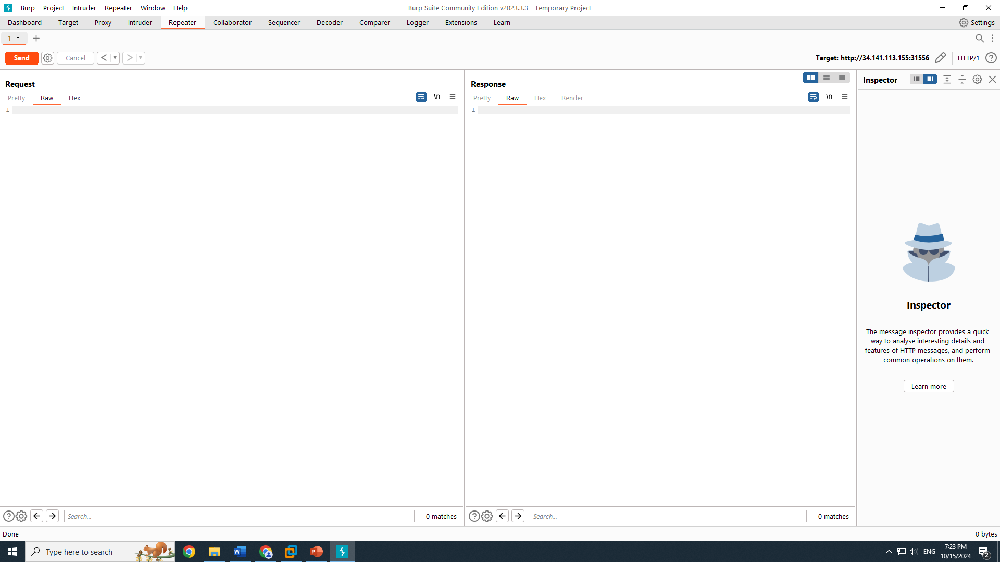 Burp Project Intruder Repeater Window Help
Burp Suite Community Edition v2023.3.3 - Temporary Project
Dashboard Target Proxy Intruder Repeater Collaborator Sequencer Decoder Comparer Logger Extensions Learn
Settings
1 ×
Send Cancel < >
Target: http://34.141.113.155:31556
HTTP/1 ?
Request
Pretty Raw Hex
\n
1
Response
Pretty Raw Hex Render
\n
1
Inspector
Inspector
The message inspector provides a quick
way to analyse interesting details and
features of HTTP messages, and perform
common operations on them.
Learn more
? Search... 0 matches
? Search... 0 matches
Done
0 bytes
Type here to search
ENG
7:23 PM
10/15/2024
2